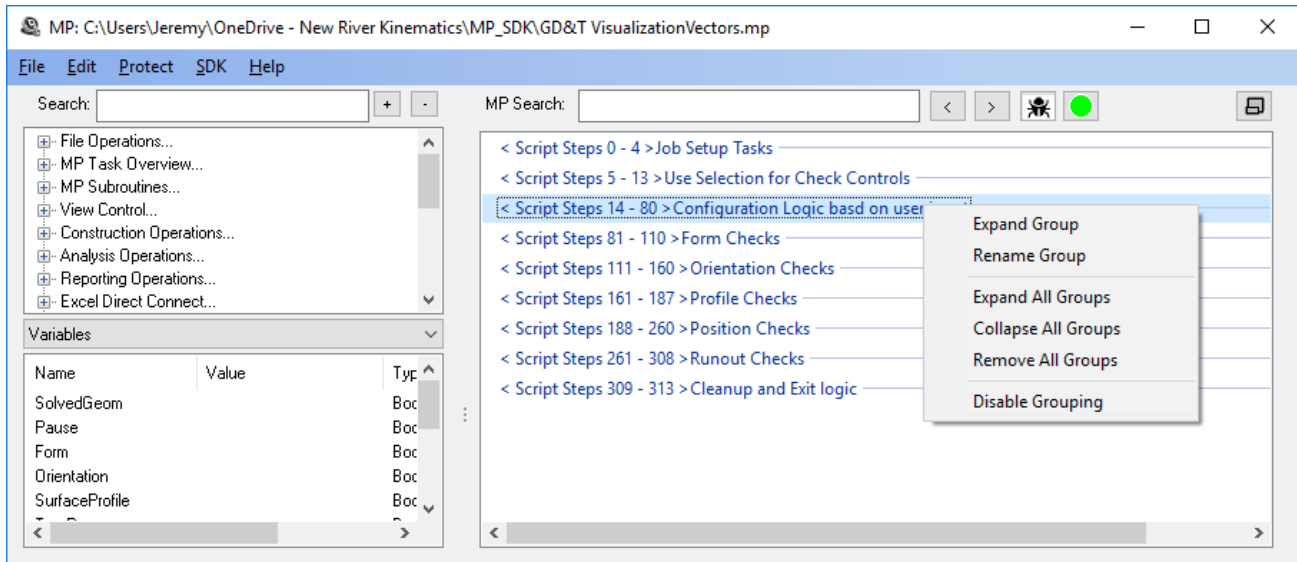 MP: C:\Users\Jeremy\OneDrive - New River Kinematics\MP_SDK\GD&T VisualizationVectors.mp
File Edit Protect SDK Help
Search: + - MP Search: < >
File Operations...
MP Task Overview...
MP Subroutines...
View Control...
Construction Operations...
Analysis Operations...
Reporting Operations...
Excel Direct Connect...
Variables
Name Value Typ
SolvedGeom Boo
Pause Boo
Form Boo
Orientation Boo
SurfaceProfile Boo
< Script Steps 0 - 4 >Job Setup Tasks
< Script Steps 5 - 13 >Use Selection for Check Controls
< Script Steps 14 - 80 >Configuration Logic basd on user
< Script Steps 81 - 110 >Form Checks
< Script Steps 111 - 160 >Orientation Checks
< Script Steps 161 - 187 >Profile Checks
< Script Steps 188 - 260 >Position Checks
< Script Steps 261 - 308 >Runout Checks
< Script Steps 309 - 313 >Cleanup and Exit logic
Expand Group
Rename Group
Expand All Groups
Collapse All Groups
Remove All Groups
Disable Grouping